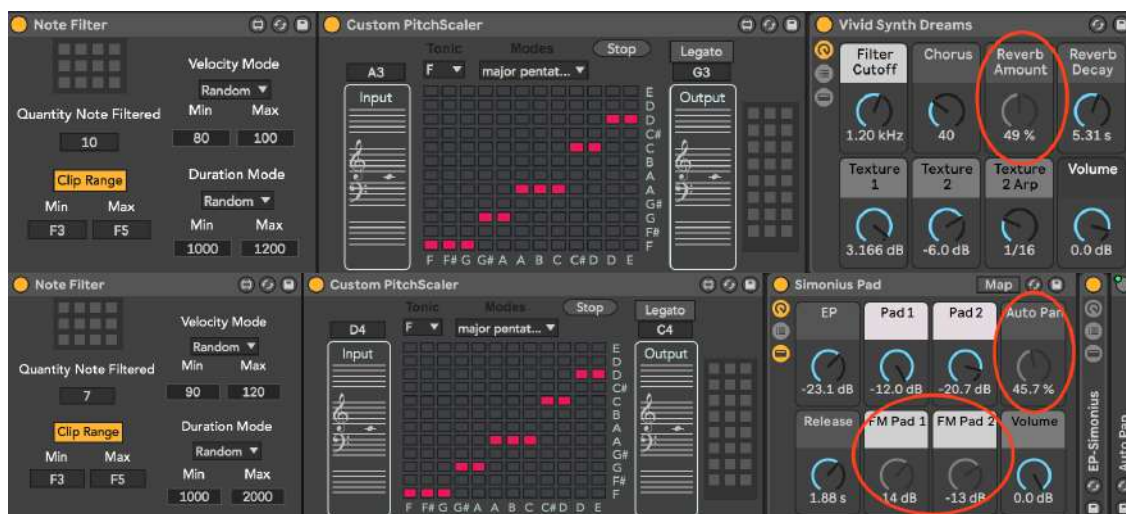 Note Filter
Velocity Mode
Random
Quantity Note Filtered
Min Max
10
80 100
Clip Range
Duration Mode
Min Max
Random
F3 F5
Min Max
1000 1200
Custom PitchScaler
Tonic Modes Stop Legato
A3 F major pentat... G3
Input
Output
E
D
D
C#
C
B
A
A
G#
G
F#
F
F F# G G# A A B C C# D D E
Vivid Synth Dreams
Filter Cutoff Chorus Reverb Amount Reverb Decay
1.20 kHz 40 49 % 5.31 s
Texture 1 Texture 2 Texture 2 Arp Volume
3.166 dB -6.0 dB 1/16 0.0 dB
Note Filter
Velocity Mode
Random
Quantity Note Filtered
Min Max
7
90 120
Clip Range
Duration Mode
Min Max
Random
F3 F5
Min Max
1000 2000
Custom PitchScaler
Tonic Modes Stop Legato
D4 F major pentat... C4
Input
Output
E
D
D
C#
C
B
A
A
G#
G
F#
F
F F# G G# A A B C C# D D E
Simonius Pad Map
EP Pad 1 Pad 2 Auto Pan
-23.1 dB -12.0 dB -20.7 dB 45.7 %
Release FM Pad 1 FM Pad 2 Volume
1.88 s 14 dB -13 dB 0.0 dB
EP-Simonius
Auto Pan